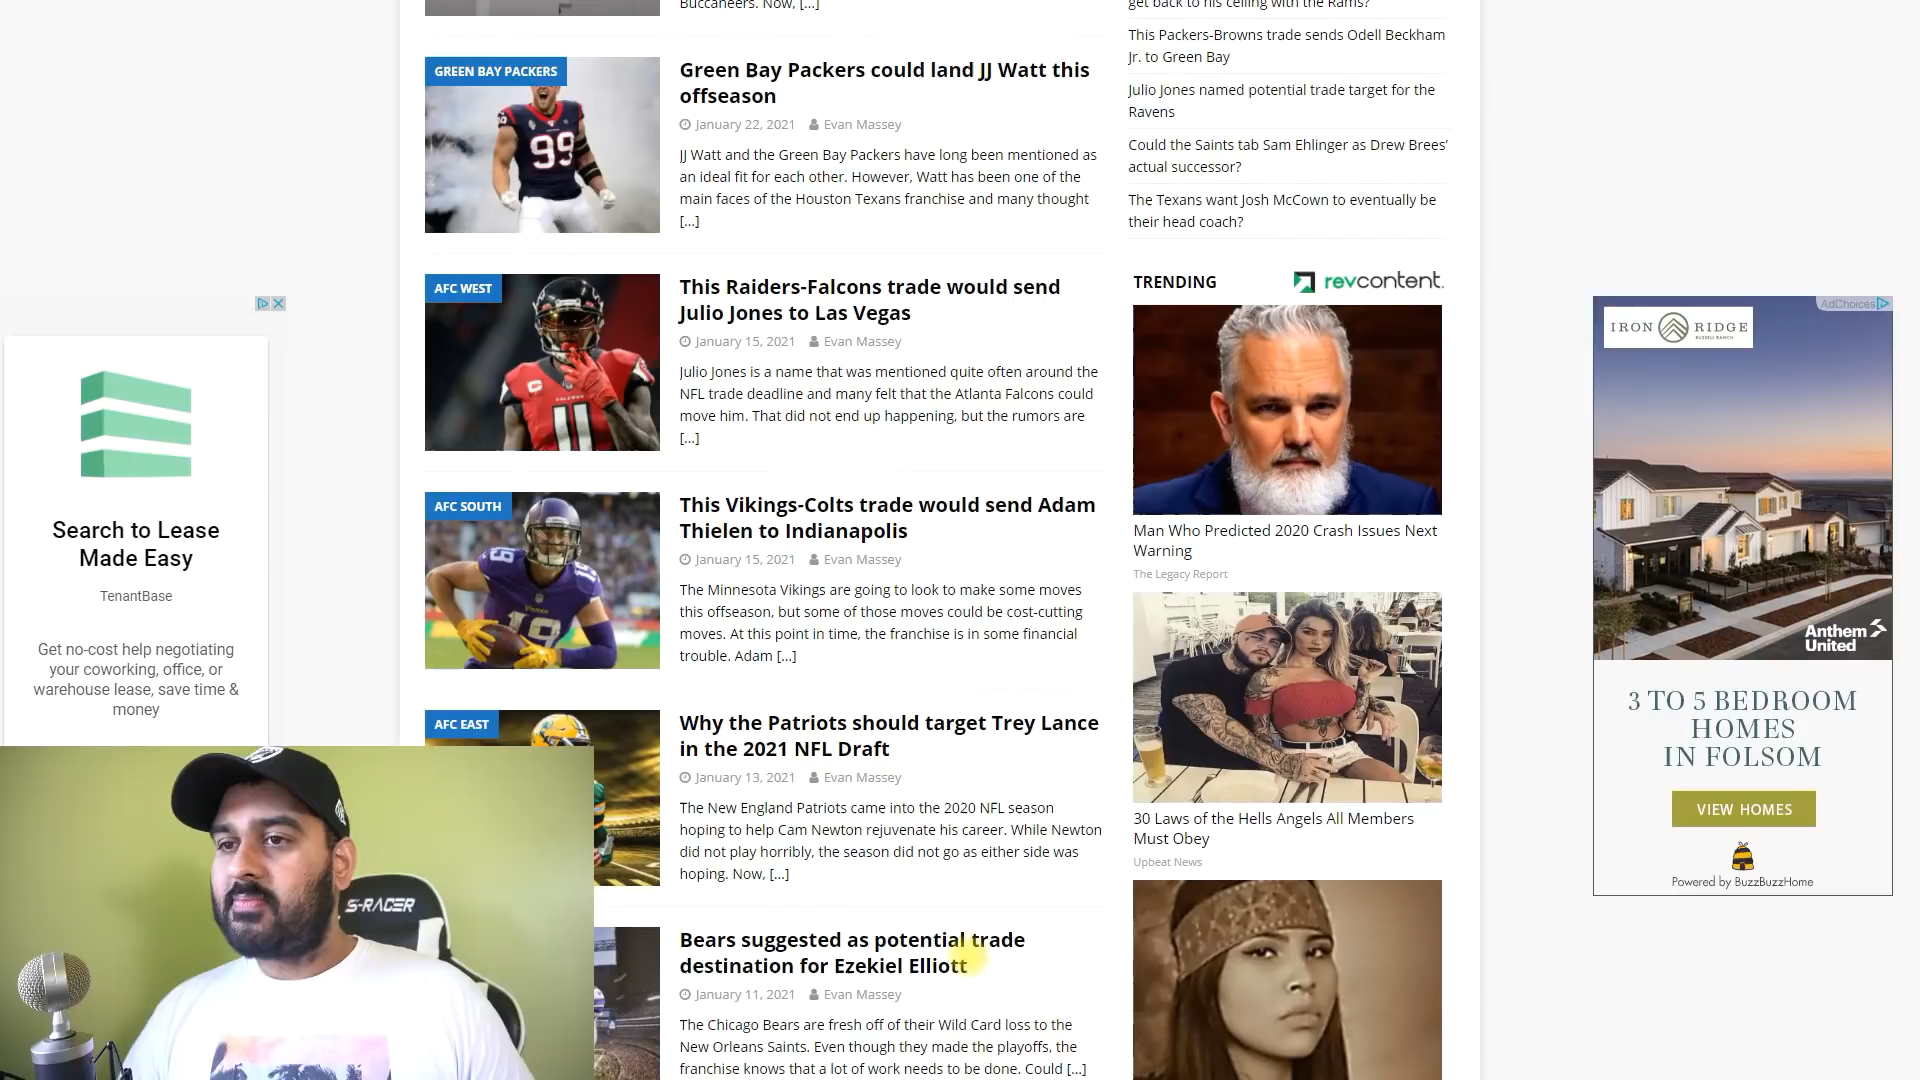 Buccaneers. Now, [...]
GREEN BAY PACKERS
99
Green Bay Packers could land JJ Watt this
offseason
January 22, 2021 Evan Massey
JJ Watt and the Green Bay Packers have long been mentioned as
an ideal fit for each other. However, Watt has been one of the
main faces of the Houston Texans franchise and many thought
[...]
AFC WEST
C
FALCONS
11
This Raiders-Falcons trade would send
Julio Jones to Las Vegas
January 15, 2021 Evan Massey
Julio Jones is a name that was mentioned quite often around the
NFL trade deadline and many felt that the Atlanta Falcons could
move him. That did not end up happening, but the rumors are
[...]
AFC SOUTH
19
19
This Vikings-Colts trade would send Adam
Thielen to Indianapolis
January 15, 2021 Evan Massey
The Minnesota Vikings are going to look to make some moves
this offseason, but some of those moves could be cost-cutting
moves. At this point in time, the franchise is in some financial
trouble. Adam [...]
AFC EAST
Why the Patriots should target Trey Lance
in the 2021 NFL Draft
January 13, 2021 Evan Massey
The New England Patriots came into the 2020 NFL season
hoping to help Cam Newton rejuvenate his career. While Newton
did not play horribly, the season did not go as either side was
hoping. Now, [...]
Bears suggested as potential trade
destination for Ezekiel Elliott
January 11, 2021 Evan Massey
The Chicago Bears are fresh off of their Wild Card loss to the
New Orleans Saints. Even though they made the playoffs, the
franchise knows that a lot of work needs to be done. Could [...]
get back to his ceiling with the Rams?
This Packers-Browns trade sends Odell Beckham
Jr. to Green Bay
Julio Jones named potential trade target for the
Ravens
Could the Saints tab Sam Ehlinger as Drew Brees'
actual successor?
The Texans want Josh McCown to eventually be
their head coach?
TRENDING
revcontent.
Man Who Predicted 2020 Crash Issues Next
Warning
The Legacy Report
30 Laws of the Hells Angels All Members
Must Obey
Upbeat News
Search to Lease
Made Easy
TenantBase
Get no-cost help negotiating
your coworking, office, or
warehouse lease, save time &
money
S-RACER
AdChoices
IRON RIDGE
RUSSELL RANCH
Anthem
United
3 TO 5 BEDROOM
HOMES
IN FOLSOM
VIEW HOMES
Powered by BuzzBuzzHome